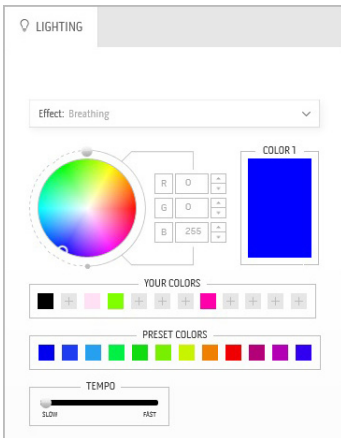 LIGHTING
Effect: Breathing
COLOR 1
R 0
G 0
B 255
YOUR COLORS
PRESET COLORS
TEMPO
SLOW FAST